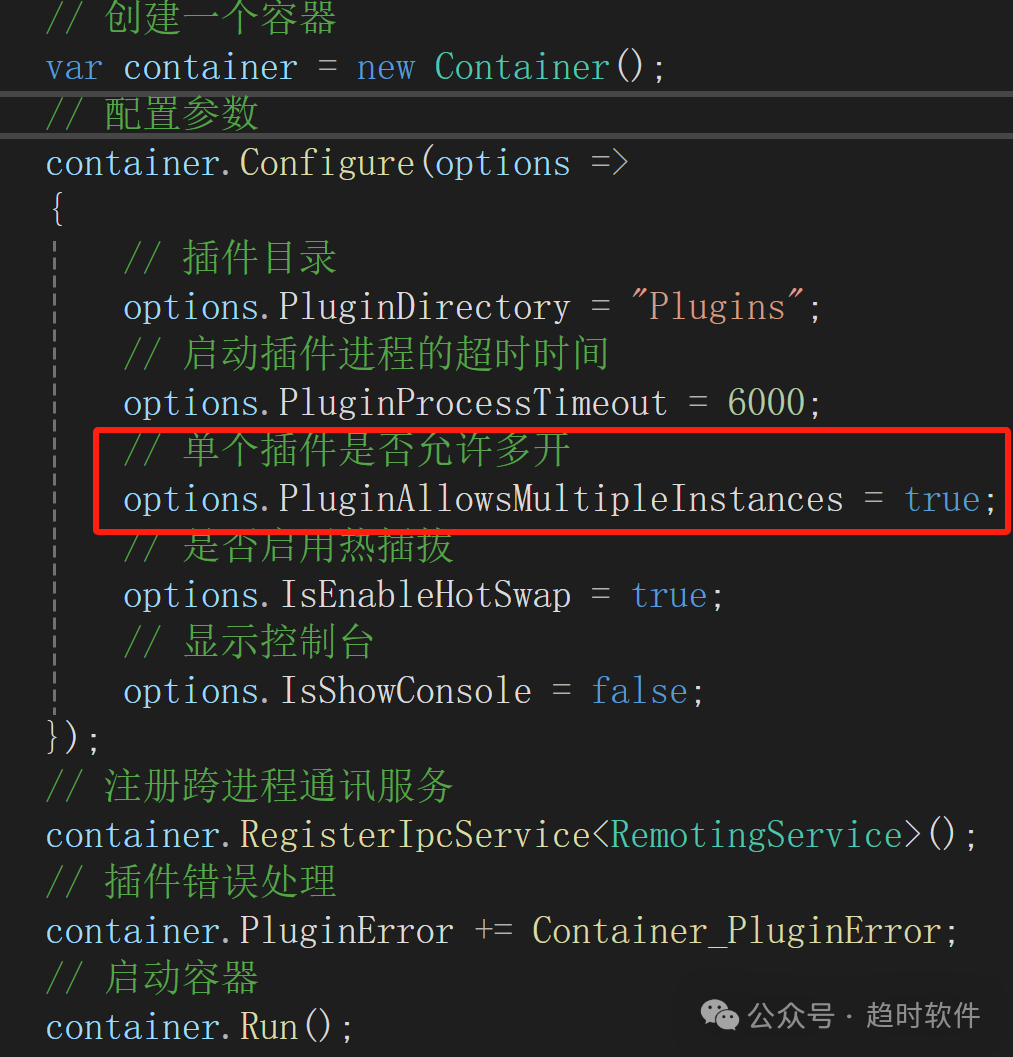 // 创建一个容器
var container = new Container();
// 配置参数
container.Configure(options =>
{
// 插件目录
options.PluginDirectory = "Plugins";
// 启动插件进程的超时时间
options.PluginProcessTimeout = 6000;
// 单个插件是否允许多开
options.PluginAllowsMultipleInstances = true;
// 是否启用热插拔
options.IsEnableHotSwap = true;
// 显示控制台
options.IsShowConsole = false;
});
// 注册跨进程通讯服务
container.RegisterIpcService<RemotingService>();
// 插件错误处理
container.PluginError += Container_PluginError;
// 启动容器
container.Run();
公众号 · 趋时软件